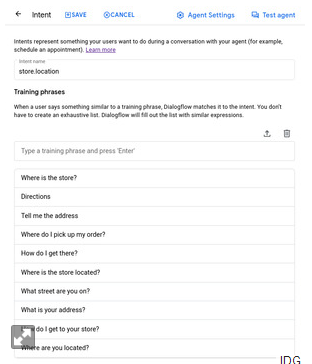 Intent
SAVE
CANCEL
Agent Settings
Test agent
Intents represent something your users want to do during a conversation with your agent (for example,
schedule an appointment). Learn more
Intent name
store.location
Training phrases
When a user says something similar to a training phrase, Dialogflow matches it to the intent. You don't
have to create an exhaustive list. Dialogflow will fill out the list with similar expressions.
Type a training phrase and press 'Enter'
Where is the store?
Directions
Tell me the address
Where do I pick up my order?
How do I get there?
Where is the store located?
What street are you on?
What is your address?
do I get to your store?
Where are you located?
IDG